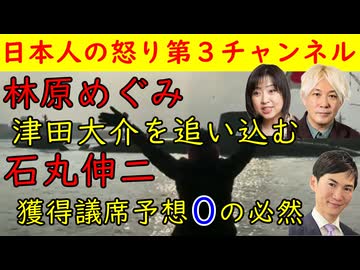 日本人の怒り第３チャンネル
林原めぐみ
津田大介を追い込む
石丸伸二
獲得議席予想０の必然